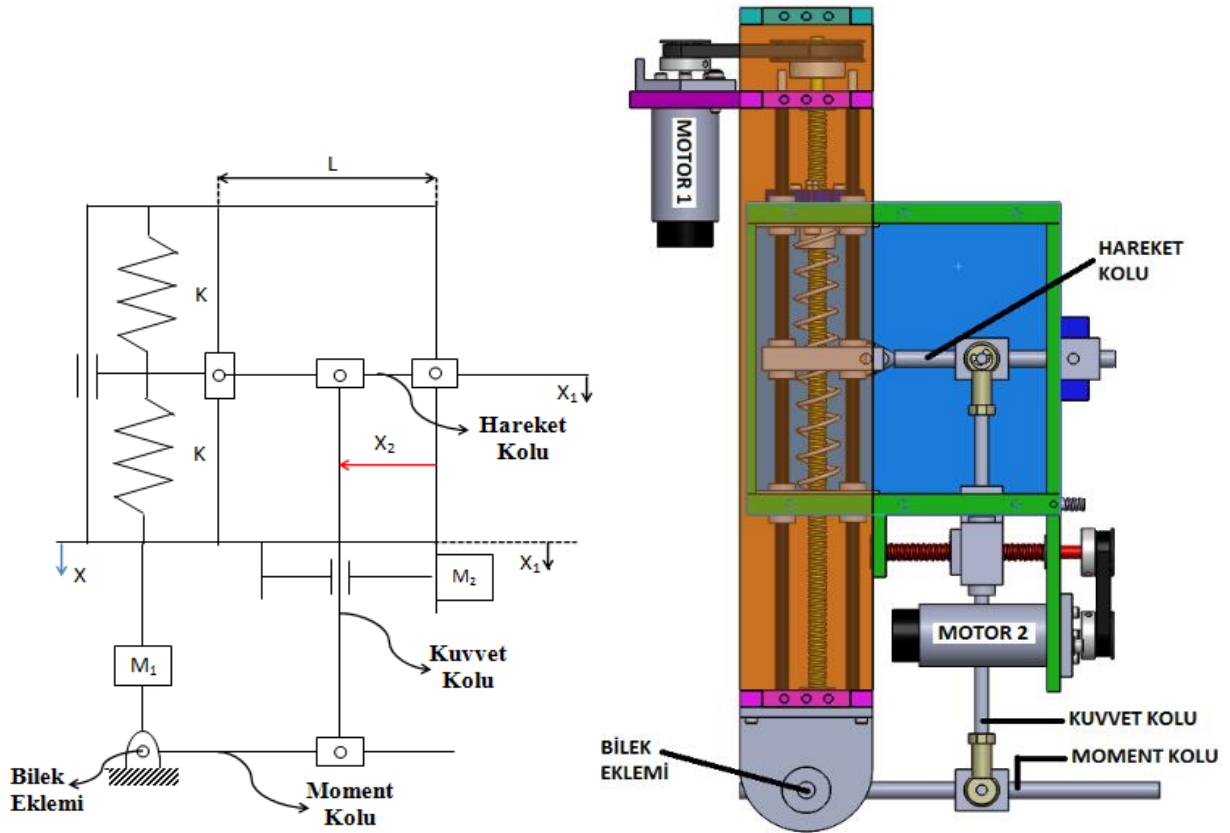 L
K
K
X₁
Hareket
Kolu
X₂
X
X₁
M₂
Kuvvet
Kolu
M₁
Bilek
Eklemi
Moment
Kolu
MOTOR 1
HAREKET
KOLU
MOTOR 2
KUVVET KOLU
BİLEK
EKLEMİ
MOMENT KOLU